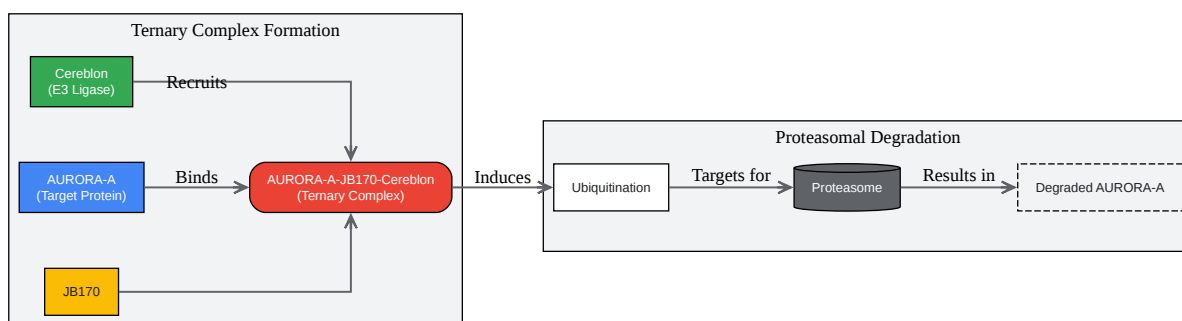 Ternary Complex Formation
Cereblon
(E3 Ligase)
Recruits
AURORA-A
(Target Protein)
Binds
AURORA-A-JB170-Cereblon
(Ternary Complex)
JB170
Induces
Proteasomal Degradation
Ubiquitination
Targets for
Proteasome
Results in
Degraded AURORA-A